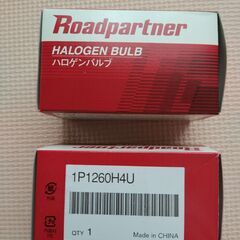 Roadpartner
HALOGEN BULB
ハロゲンバルブ
1P1260H4U
QTY 1
Made in CHINA